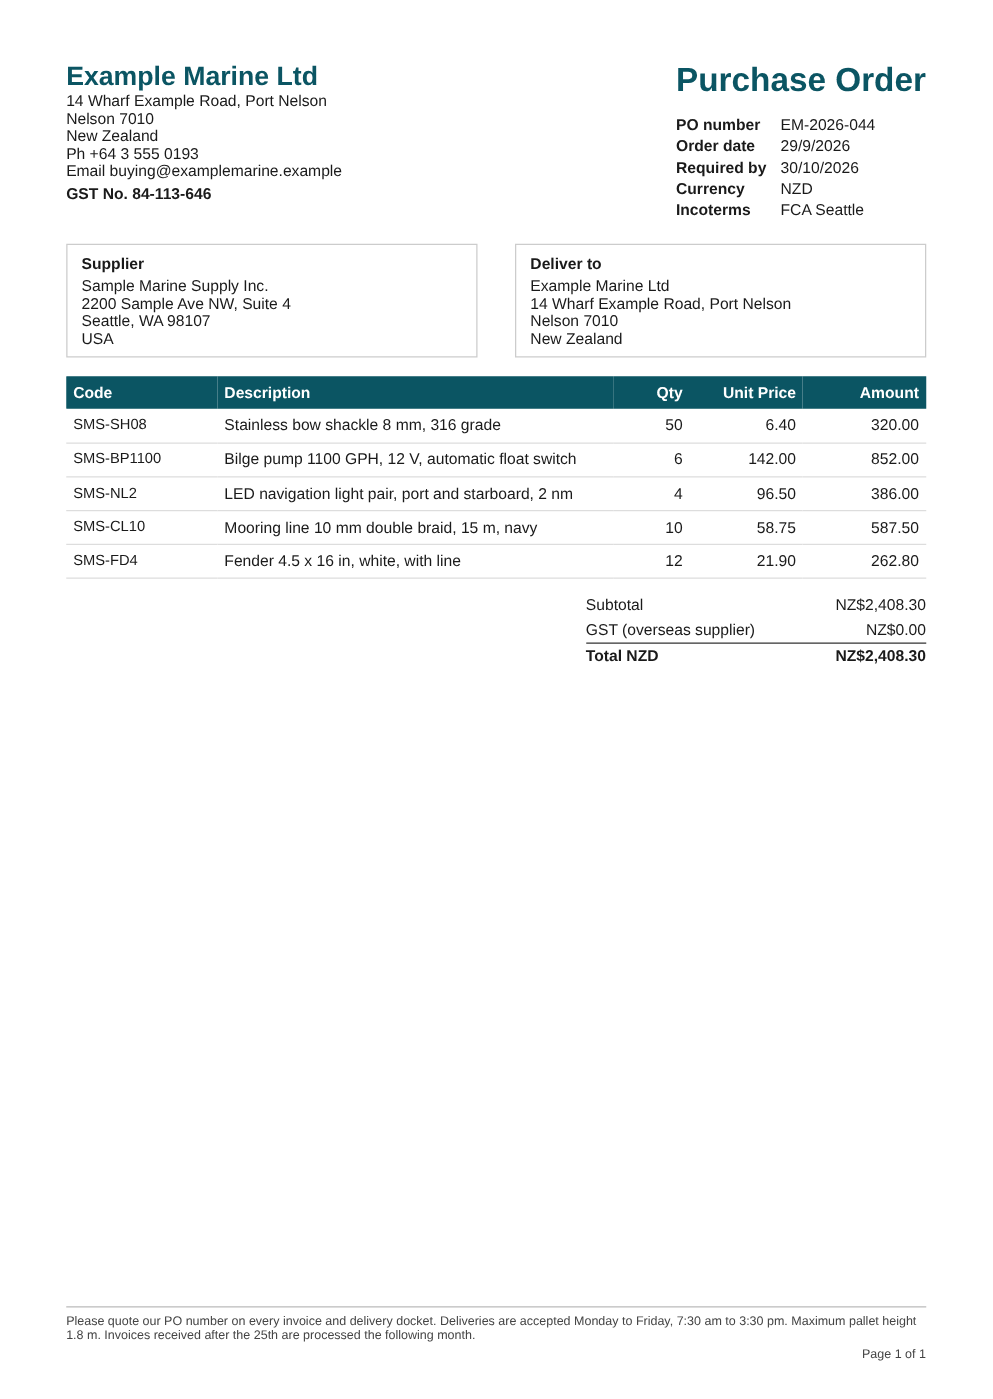 Example Marine Ltd
14 Wharf Example Road, Port Nelson
Nelson 7010
New Zealand
Ph +64 3 555 0193
Email buying@examplemarine.example
GST No. 84-113-646
Purchase Order
PO number EM-2026-044
Order date 29/9/2026
Required by 30/10/2026
Currency NZD
Incoterms FCA Seattle
Supplier
Sample Marine Supply Inc.
2200 Sample Ave NW, Suite 4
Seattle, WA 98107
USA
Deliver to
Example Marine Ltd
14 Wharf Example Road, Port Nelson
Nelson 7010
New Zealand
Code Description Qty Unit Price Amount
SMS-SH08 Stainless bow shackle 8 mm, 316 grade 50 6.40 320.00
SMS-BP1100 Bilge pump 1100 GPH, 12 V, automatic float switch 6 142.00 852.00
SMS-NL2 LED navigation light pair, port and starboard, 2 nm 4 96.50 386.00
SMS-CL10 Mooring line 10 mm double braid, 15 m, navy 10 58.75 587.50
SMS-FD4 Fender 4.5 x 16 in, white, with line 12 21.90 262.80
Subtotal NZ$2,408.30
GST (overseas supplier) NZ$0.00
Total NZD NZ$2,408.30
Please quote our PO number on every invoice and delivery docket. Deliveries are accepted Monday to Friday, 7:30 am to 3:30 pm. Maximum pallet height
1.8 m. Invoices received after the 25th are processed the following month.
Page 1 of 1